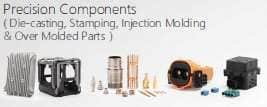 Precision Components
( Die-casting, Stamping, Injection Molding
& Over Molded Parts )